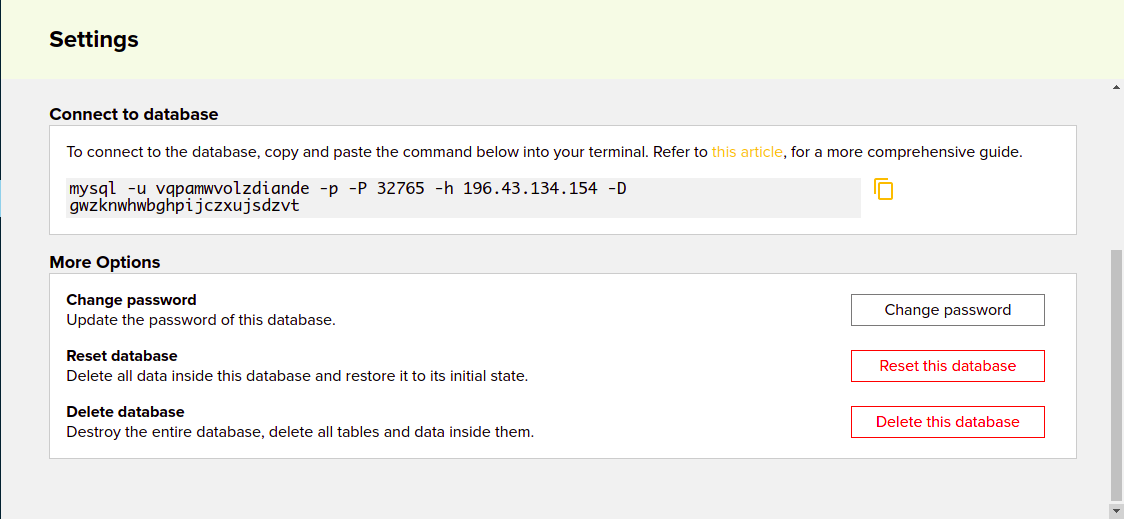 Settings
Connect to database
To connect to the database, copy and paste the command below into your terminal. Refer to this article, for a more comprehensive guide.
mysql -u vqpamwvolzdiande -p -P 32765 -h 196.43.134.154 -D
gwzknwhwbghpijczxujsdzvt
More Options
Change password
Update the password of this database.
Change password
Reset database
Delete all data inside this database and restore it to its initial state.
Reset this database
Delete database
Destroy the entire database, delete all tables and data inside them.
Delete this database